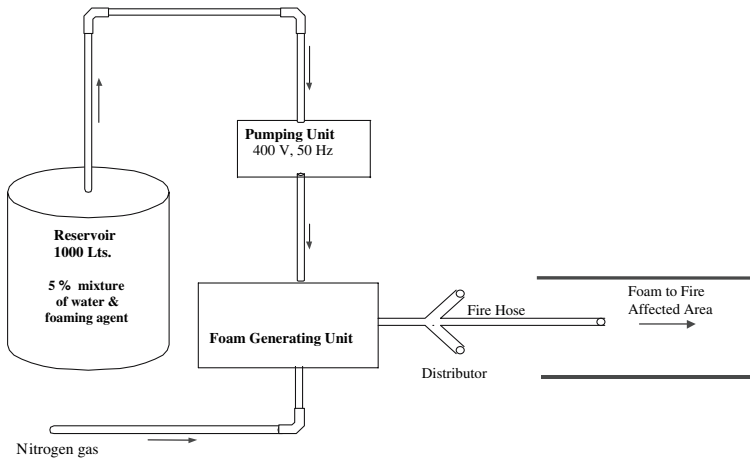 Pumping Unit
400 V, 50 Hz
Reservoir
1000 Lts.
5 % mixture
of water &
foaming agent
Foam Generating Unit
Fire Hose
Distributor
Foam to Fire
Affected Area
Nitrogen gas